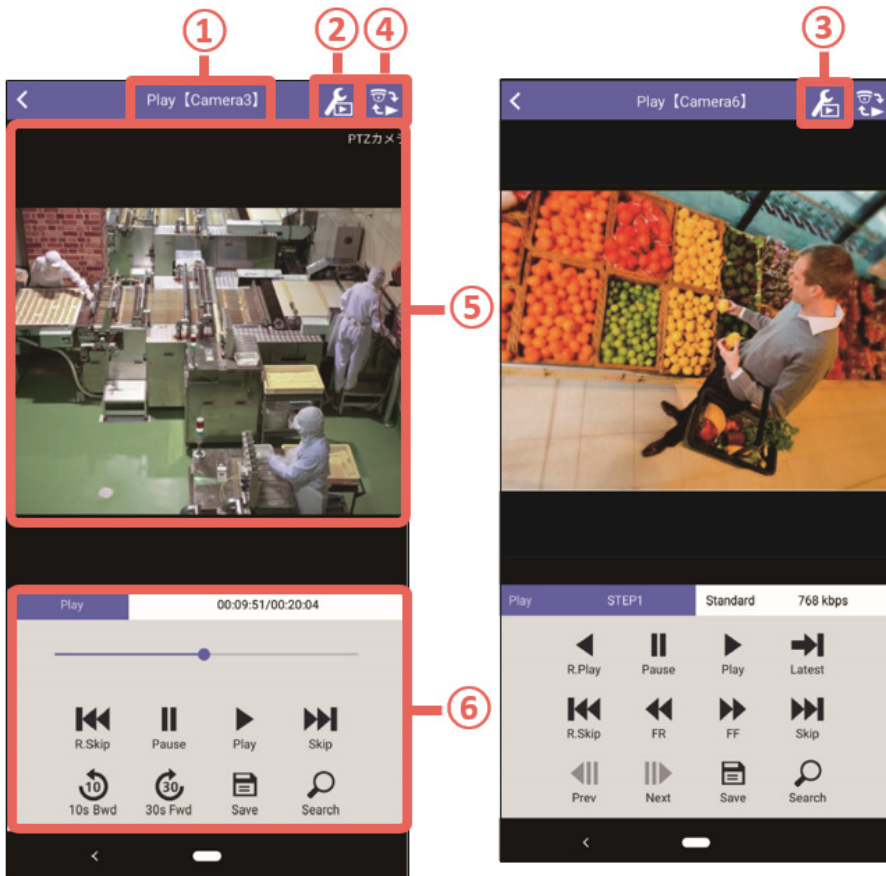 ① ② ④
Play【Camera3】
PTZカメラ
⑤
Play 00:09:51/00:20:04
R.Skip Pause Play Skip
10 30
10s Bwd 30s Fwd Save Search
⑥
③
Play【Camera6】
Play STEP1 Standard 768 kbps
R.Play Pause Play Latest
R.Skip FR FF Skip
Prev Next Save Search